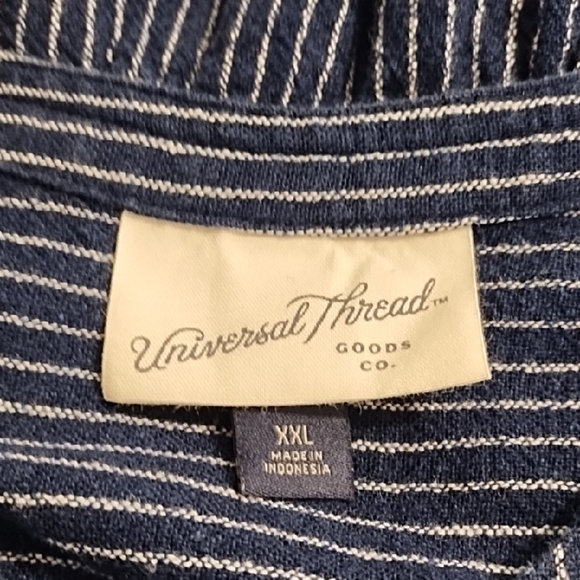 Universal Thread™
GOODS
CO.
XXL
MADE IN
INDONESIA